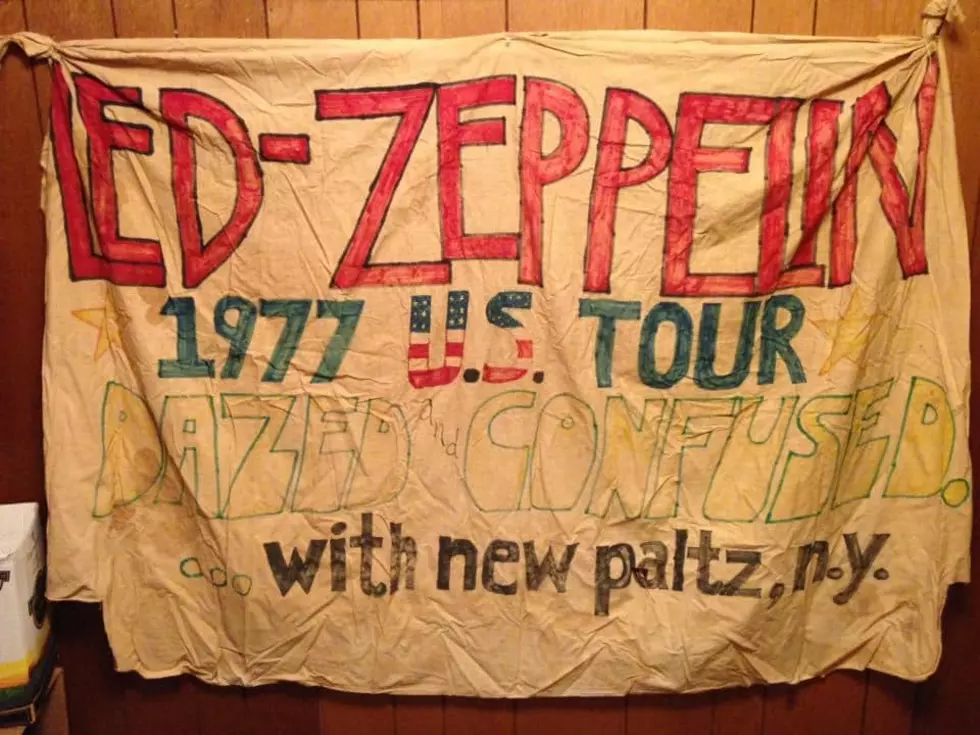 LED-ZEPPELIN
1977 U.S. TOUR
DAZED and CONFUSED.
...with new paltz, n.y.